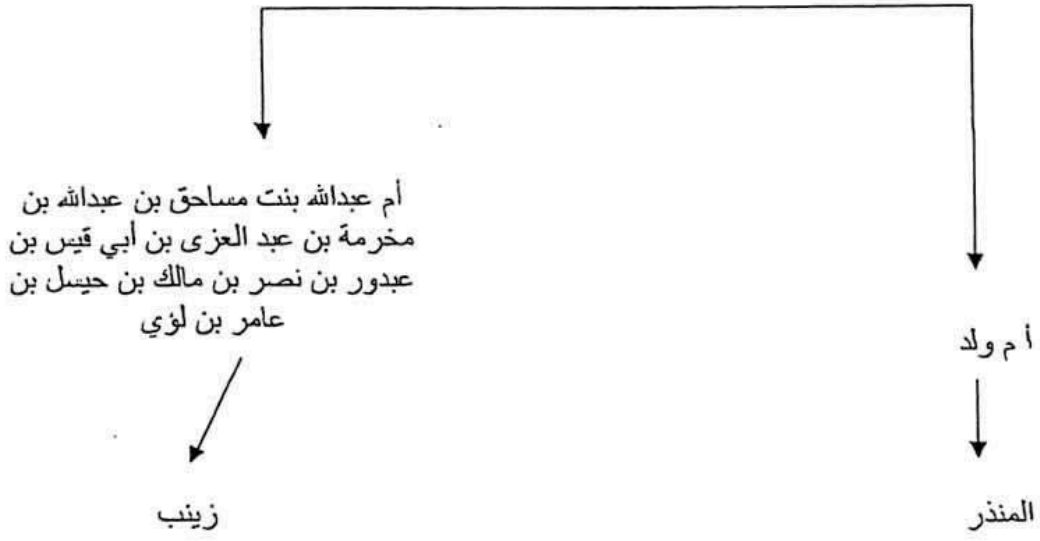 أم عبدالله بنت مساحق بن عبدالله بن
مخرمة بن عبد العزى بن أبي قيس بن
عبدور بن نصر بن مالك بن حيسل بن
عامر بن لؤي
أ م ولد
زينب
المنذر